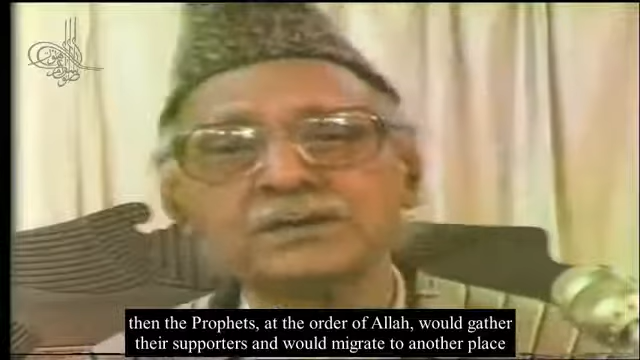 then the Prophets, at the order of Allah, would gather
their supporters and would migrate to another place